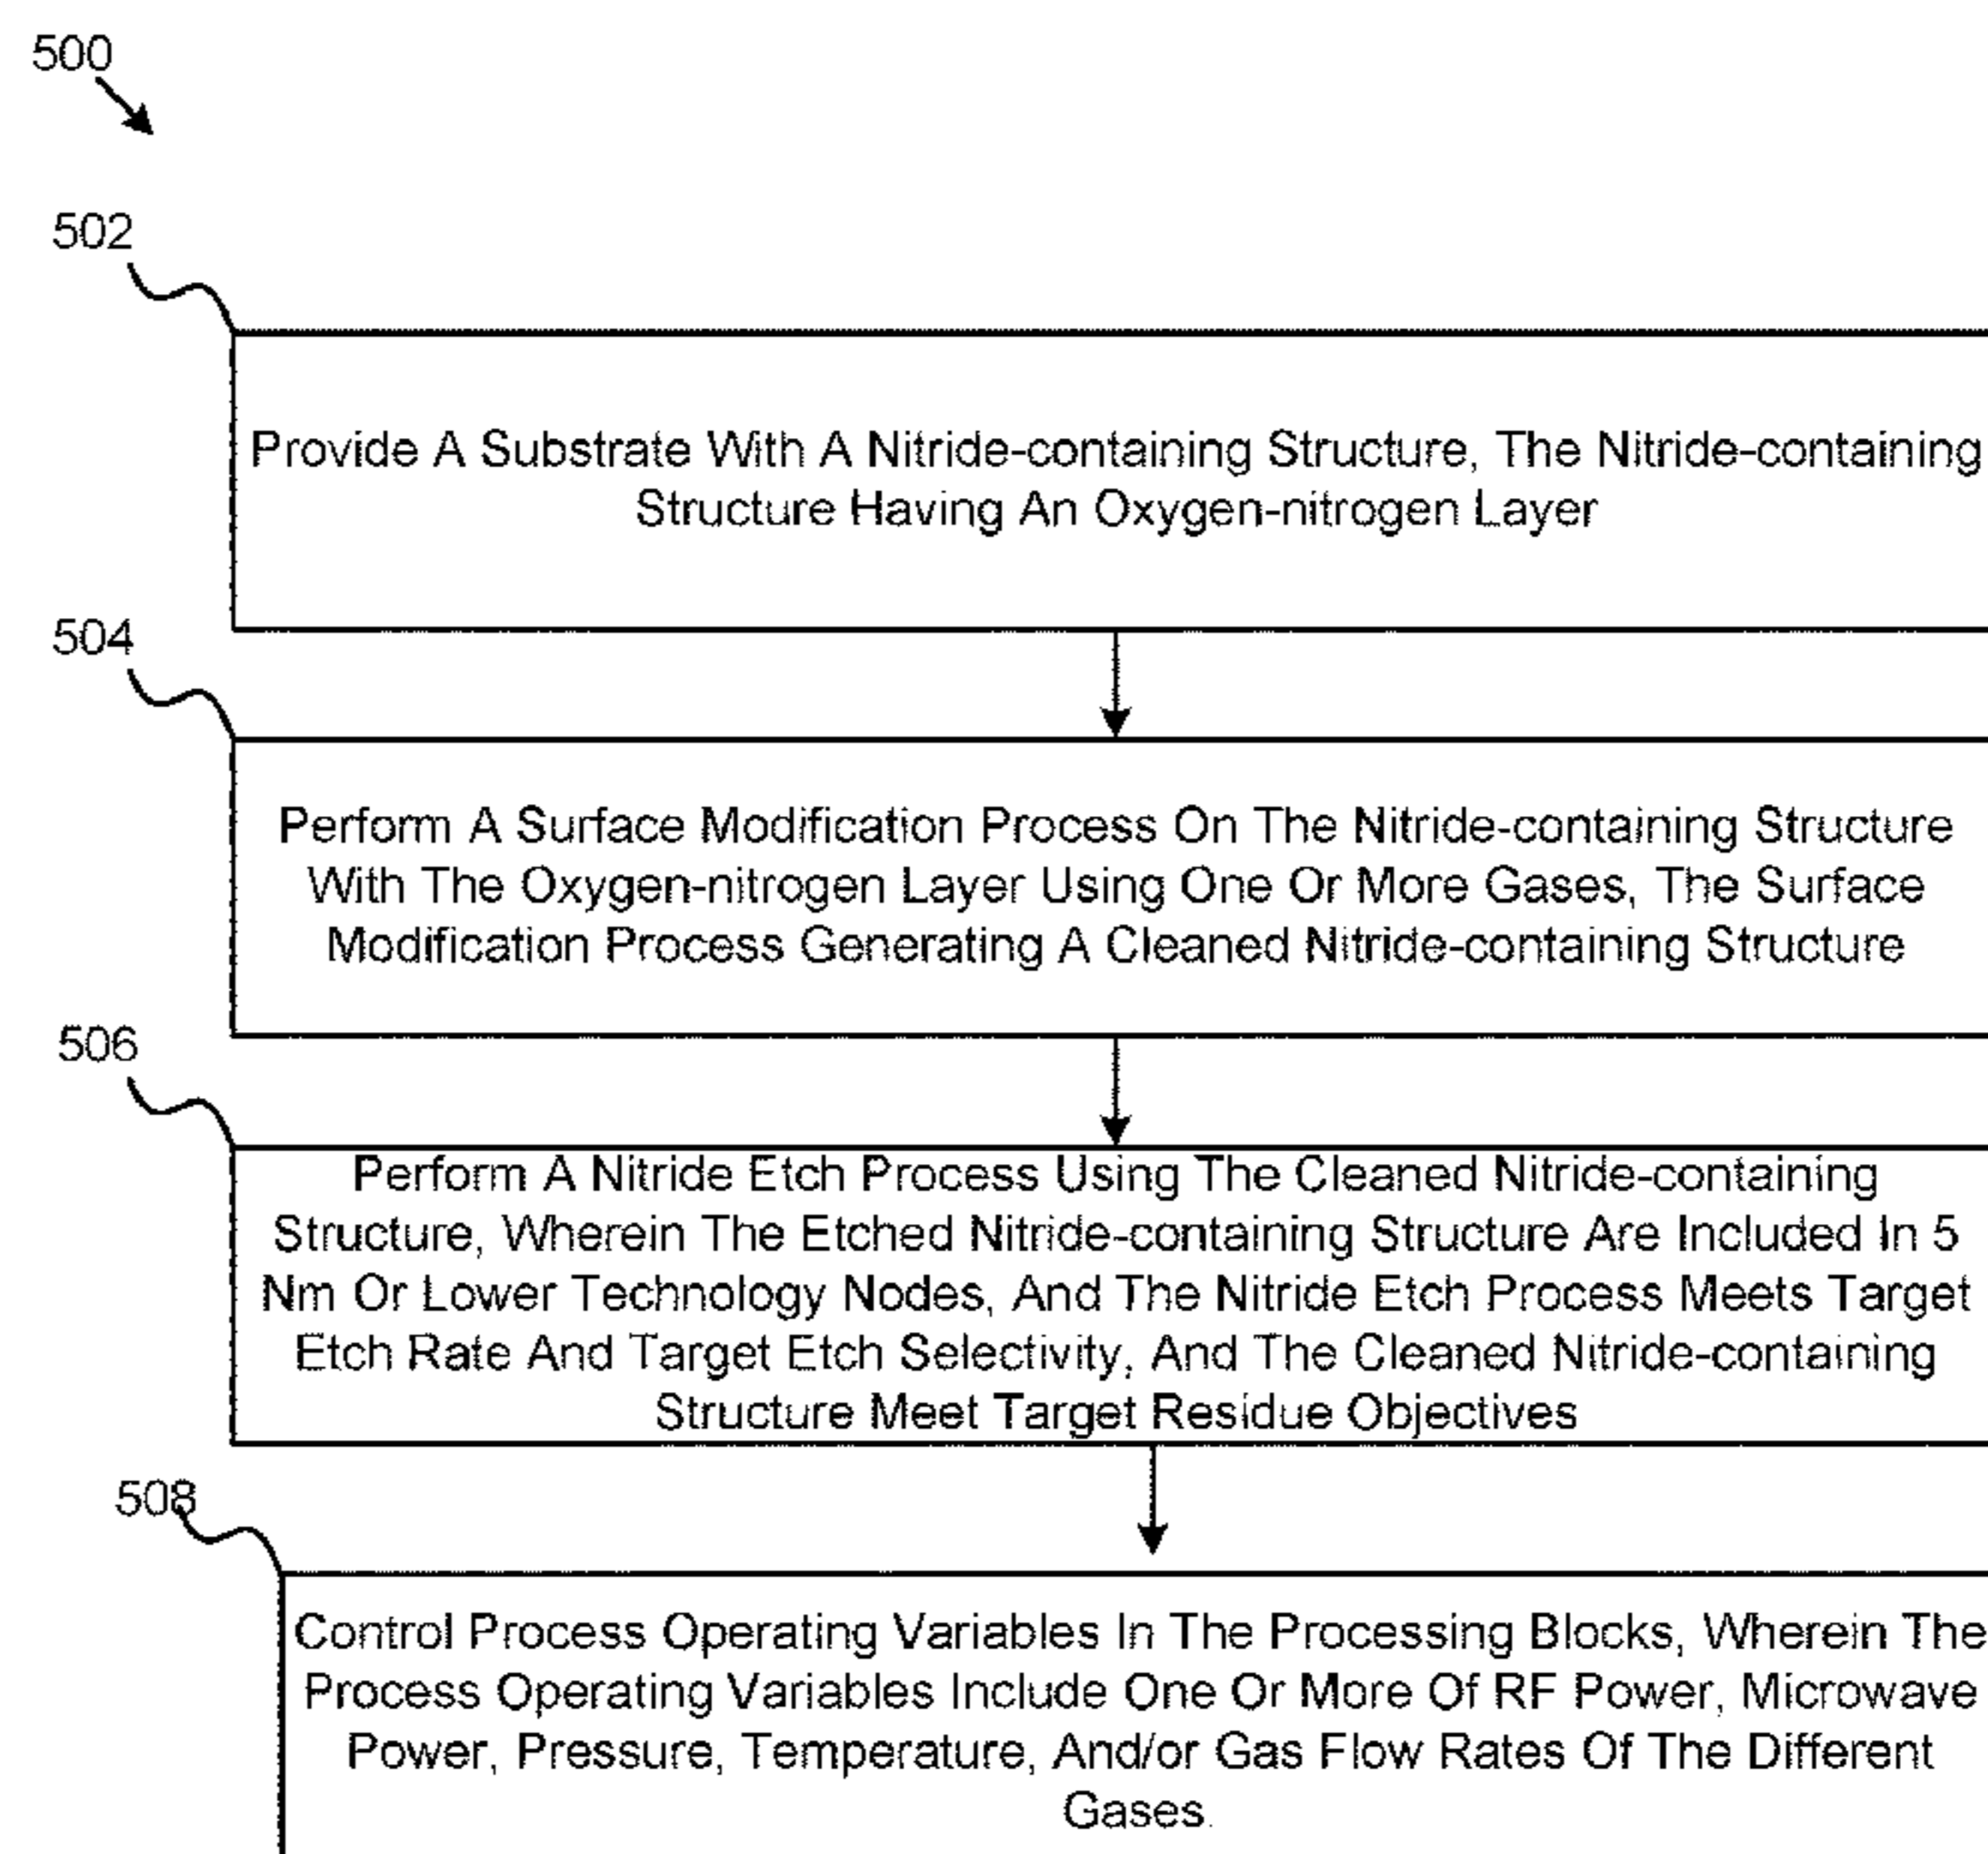 500
502
Provide A Substrate With A Nitride-containing Structure, The Nitride-containing
Structure Having An Oxygen-nitrogen Layer
504
Perform A Surface Modification Process On The Nitride-containing Structure
With The Oxygen-nitrogen Layer Using One Or More Gases, The Surface
Modification Process Generating A Cleaned Nitride-containing Structure
506
Perform A Nitride Etch Process Using The Cleaned Nitride-containing
Structure, Wherein The Etched Nitride-containing Structure Are Included In 5
Nm Or Lower Technology Nodes, And The Nitride Etch Process Meets Target
Etch Rate And Target Etch Selectivity, And The Cleaned Nitride-containing
Structure Meet Target Residue Objectives
508
Control Process Operating Variables In The Processing Blocks, Wherein The
Process Operating Variables Include One Or More Of RF Power, Microwave
Power, Pressure, Temperature, And/or Gas Flow Rates Of The Different
Gases.